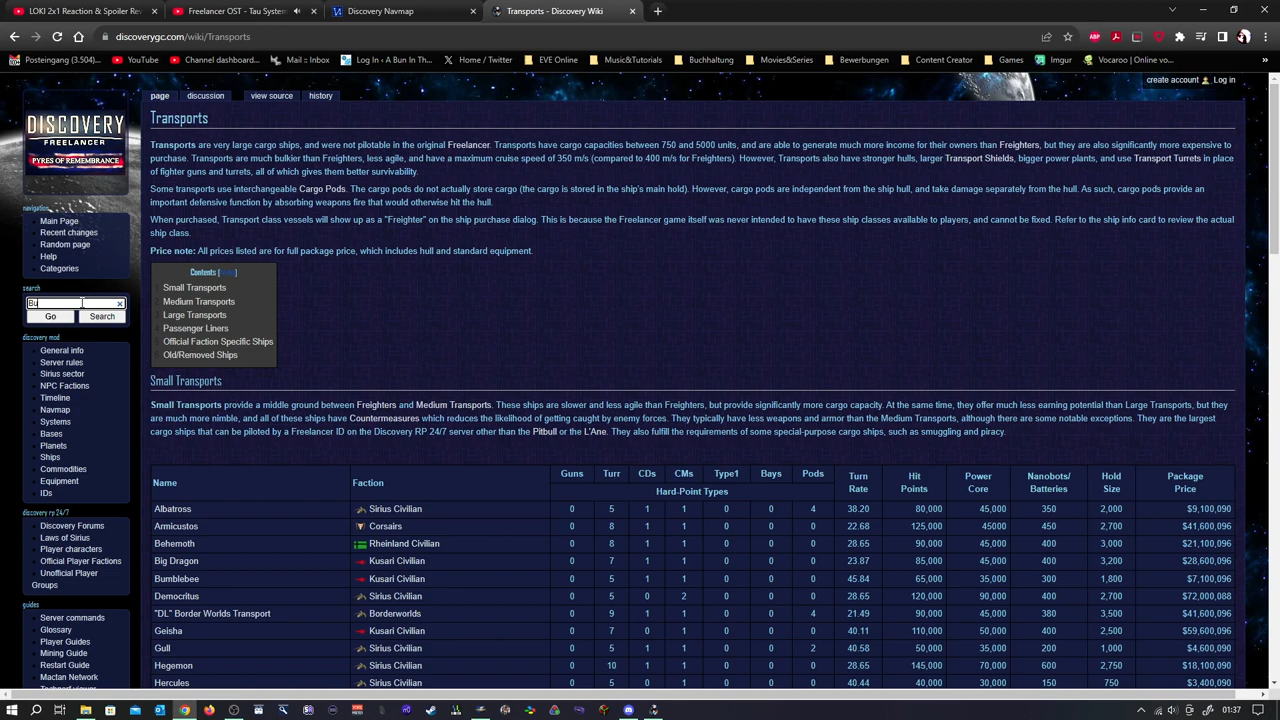 LOKI 2x1 Reaction & Spoiler Rev
Freelancer OST - Tau System
Discovery Navmap
Transports - Discovery Wiki
discoverygc.com/wiki/Transports
Posteingang (3.504)...
YouTube
Channel dashboard...
Mail :: Inbox
Log In ‹ A Bun In Th...
Home / Twitter
EVE Online
Music&Tutorials
Buchhaltung
Movies&Series
Bewerbungen
Content Creator
Games
Imgur
Vocaroo | Online vo...
create account
Log in
page
discussion
view source
history
DISCOVERY
FREELANCER
PYRES OF REMEMBRANCE
navigation
Main Page
Recent changes
Random page
Help
Categories
search
Bu
Go
Search
discovery mod
General info
Server rules
Sirius sector
NPC Factions
Timeline
Navmap
Systems
Bases
Planets
Ships
Commodities
Equipment
IDs
discovery rp 24/7
Discovery Forums
Laws of Sirius
Player characters
Official Player Factions
Unofficial Player
Groups
guides
Server commands
Glossary
Player Guides
Mining Guide
Restart Guide
Mactan Network
Transports
Transports are very large cargo ships, and were not pilotable in the original Freelancer. Transports have cargo capacities between 750 and 5000 units, and are able to generate much more income for their owners than Freighters, but they are also significantly more expensive to
purchase. Transports are much bulkier than Freighters, less agile, and have a maximum cruise speed of 350 m/s (compared to 400 m/s for Freighters). However, Transports also have stronger hulls, larger Transport Shields, bigger power plants, and use Transport Turrets in place
of fighter guns and turrets, all of which gives them better survivability.
Some transports use interchangeable Cargo Pods. The cargo pods do not actually store cargo (the cargo is stored in the ship's main hold). However, cargo pods are independent from the ship hull, and take damage separately from the hull. As such, cargo pods provide an
important defensive function by absorbing weapons fire that would otherwise hit the hull.
When purchased, Transport class vessels will show up as a "Freighter" on the ship purchase dialog. This is because the Freelancer game itself was never intended to have these ship classes available to players, and cannot be fixed. Refer to the ship info card to review the actual
ship class.
Price note: All prices listed are for full package price, which includes hull and standard equipment.
Contents
Small Transports
Medium Transports
Large Transports
Passenger Liners
Official Faction Specific Ships
Old/Removed Ships
Small Transports
Small Transports provide a middle ground between Freighters and Medium Transports. These ships are slower and less agile than Freighters, but provide significantly more cargo capacity. At the same time, they offer much less earning potential than Large Transports, but they
are much more nimble, and all of these ships have Countermeasures which reduces the likelihood of getting caught by enemy forces. They typically have less weapons and armor than the Medium Transports, although there are some notable exceptions. They are the largest
cargo ships that can be piloted by a Freelancer ID on the Discovery RP 24/7 server other than the Pitbull or the L'Ane. They also fulfill the requirements of some special-purpose cargo ships, such as smuggling and piracy.
Name Faction Guns Turr CDs CMs Type1 Bays Pods Turn Rate Hit Points Power Core Nanobots/ Batteries Hold Size Package Price
Hard-Point Types
Albatross Sirius Civilian 0 5 1 1 0 0 4 38.20 80,000 45,000 350 2,000 $9,100,090
Armicustos Corsairs 0 8 1 1 0 0 0 22.68 125,000 45000 450 2,700 $41,600,096
Behemoth Rheinland Civilian 0 8 1 1 0 0 0 28.65 90,000 45,000 400 3,000 $21,100,096
Big Dragon Kusari Civilian 0 7 1 1 0 0 0 23.87 85,000 45,000 400 3,200 $28,600,096
Bumblebee Kusari Civilian 0 5 1 1 0 0 0 45.84 60,000 35,000 300 1,800 $7,100,096
Democritus Sirius Civilian 0 5 0 2 0 0 0 28.65 120,000 90,000 400 2,700 $72,000,088
"DL" Border Worlds Transport Borderworlds 0 9 1 1 0 0 4 21.49 90,000 45,000 380 3,500 $41,600,096
Geisha Kusari Civilian 0 7 1 1 0 0 0 40.11 110,000 50,000 400 2,500 $59,600,096
Gull Sirius Civilian 0 5 1 1 0 0 2 40.58 50,000 35,000 200 1,000 $4,600,090
Hegemon Sirius Civilian 0 10 1 1 0 0 0 28.65 145,000 70,000 600 2,750 $18,100,090
Hercules Sirius Civilian 0 5 0 1 0 0 0 40.44 40,000 30,000 150 750 $3,400,090
01:37